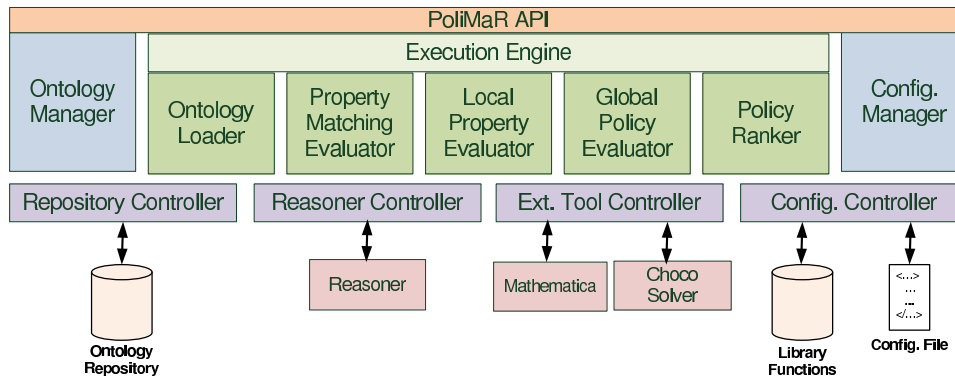 PoliMaR API
Ontology
Manager
Execution Engine
Config.
Manager
Ontology
Loader
Property
Matching
Evaluator
Local
Property
Evaluator
Global
Policy
Evaluator
Policy
Ranker
Repository Controller
Reasoner Controller
Ext. Tool Controller
Config. Controller
Reasoner
Mathematica
Choco
Solver
<...>
...
...
</...>
Ontology
Repository
Library
Functions
Config. File